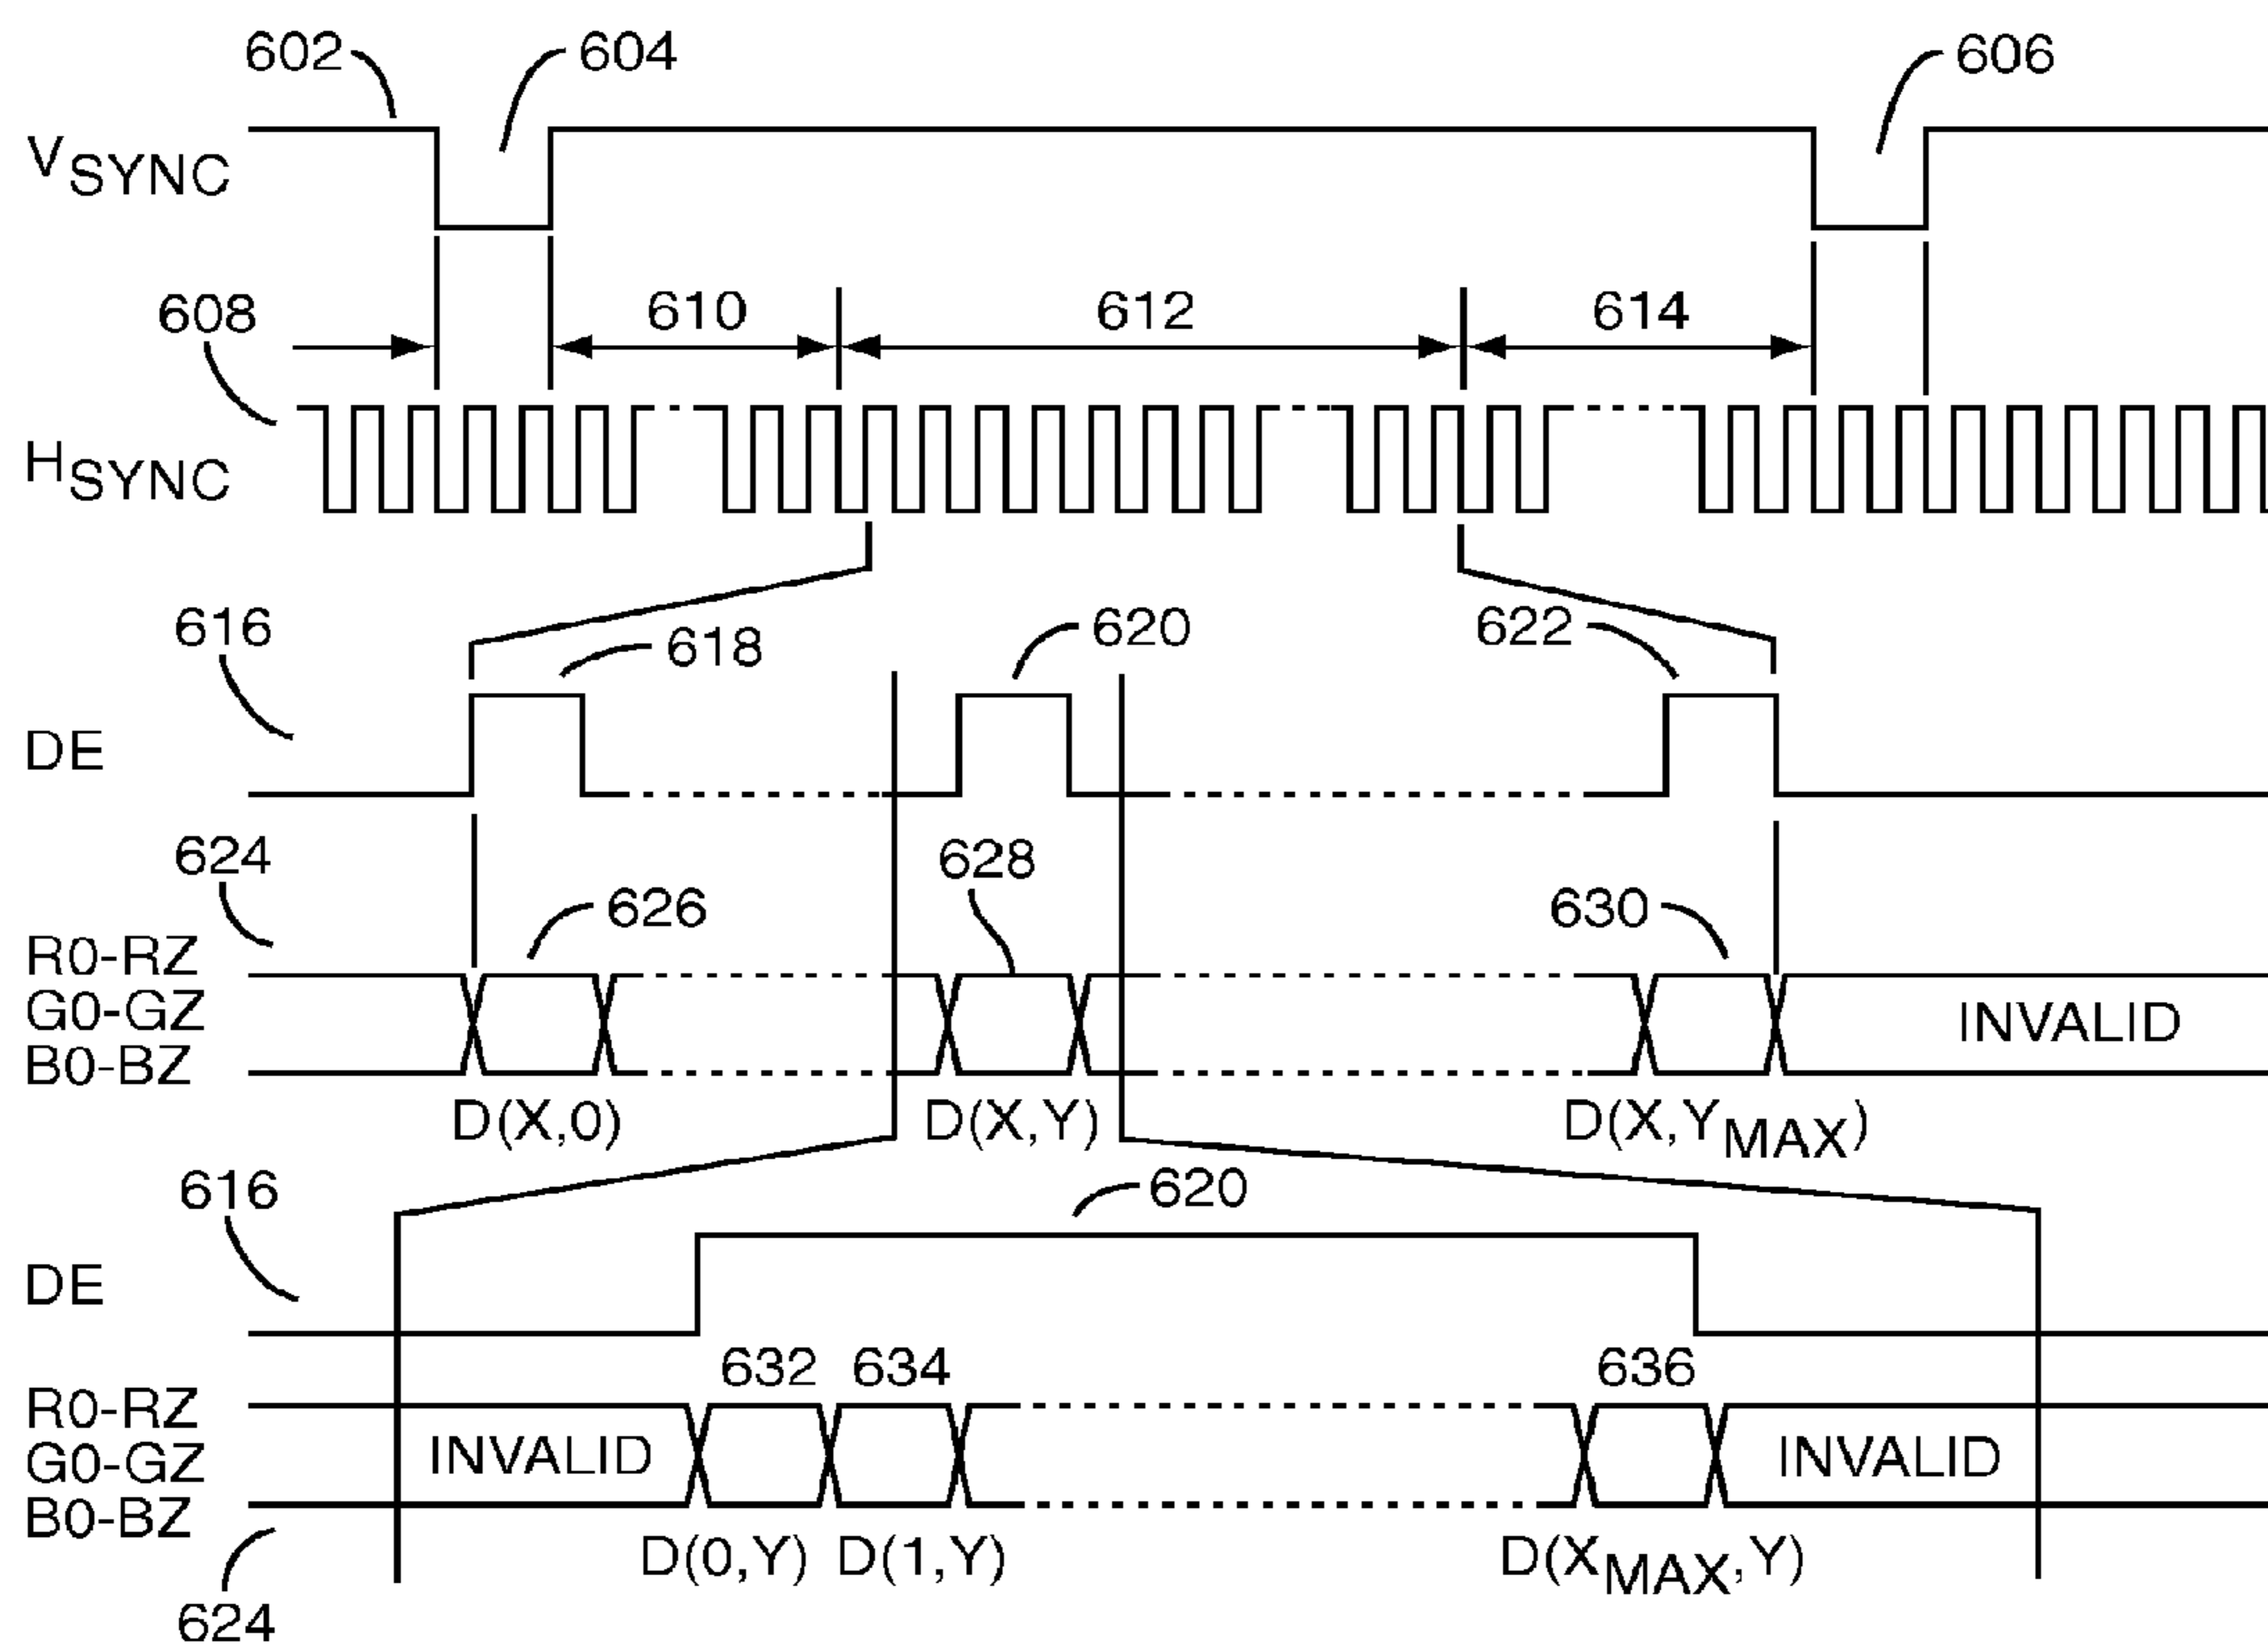 602 604 606
VSYNC
608 610 612 614
HSYNC
616 618 620 622
DE
624 626 628 630
R0-RZ
G0-GZ INVALID
B0-BZ
D(X,0) D(X,Y) D(X,YMAX)
616 620
DE
632 634 636
R0-RZ
G0-GZ INVALID INVALID
B0-BZ
D(0,Y) D(1,Y) D(XMAX,Y)
624